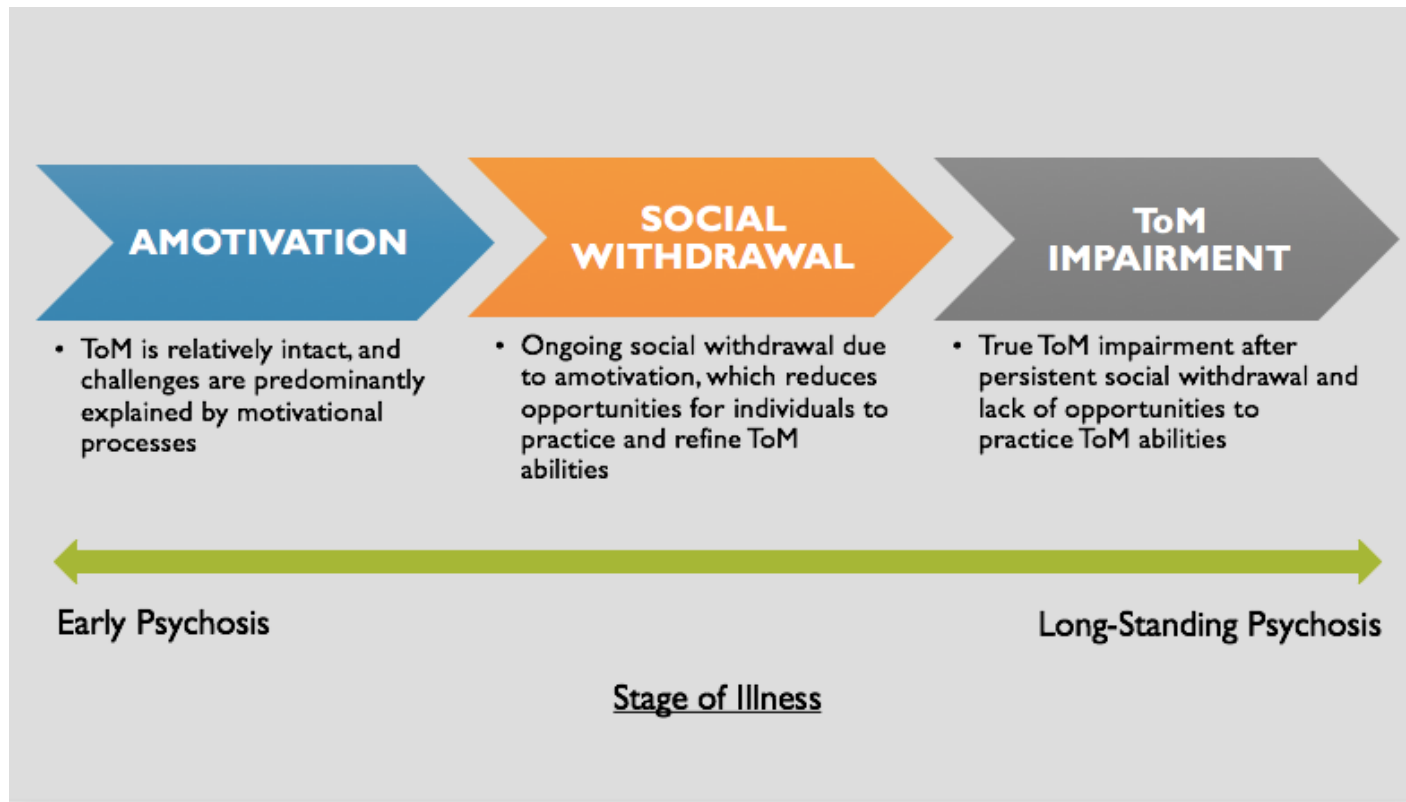 AMOTIVATION
• ToM is relatively intact, and
challenges are predominantly
explained by motivational
processes
SOCIAL
WITHDRAWAL
• Ongoing social withdrawal due
to amotivation, which reduces
opportunities for individuals to
practice and refine ToM
abilities
ToM
IMPAIRMENT
• True ToM impairment after
persistent social withdrawal and
lack of opportunities to
practice ToM abilities
Early Psychosis
Long-Standing Psychosis
Stage of Illness